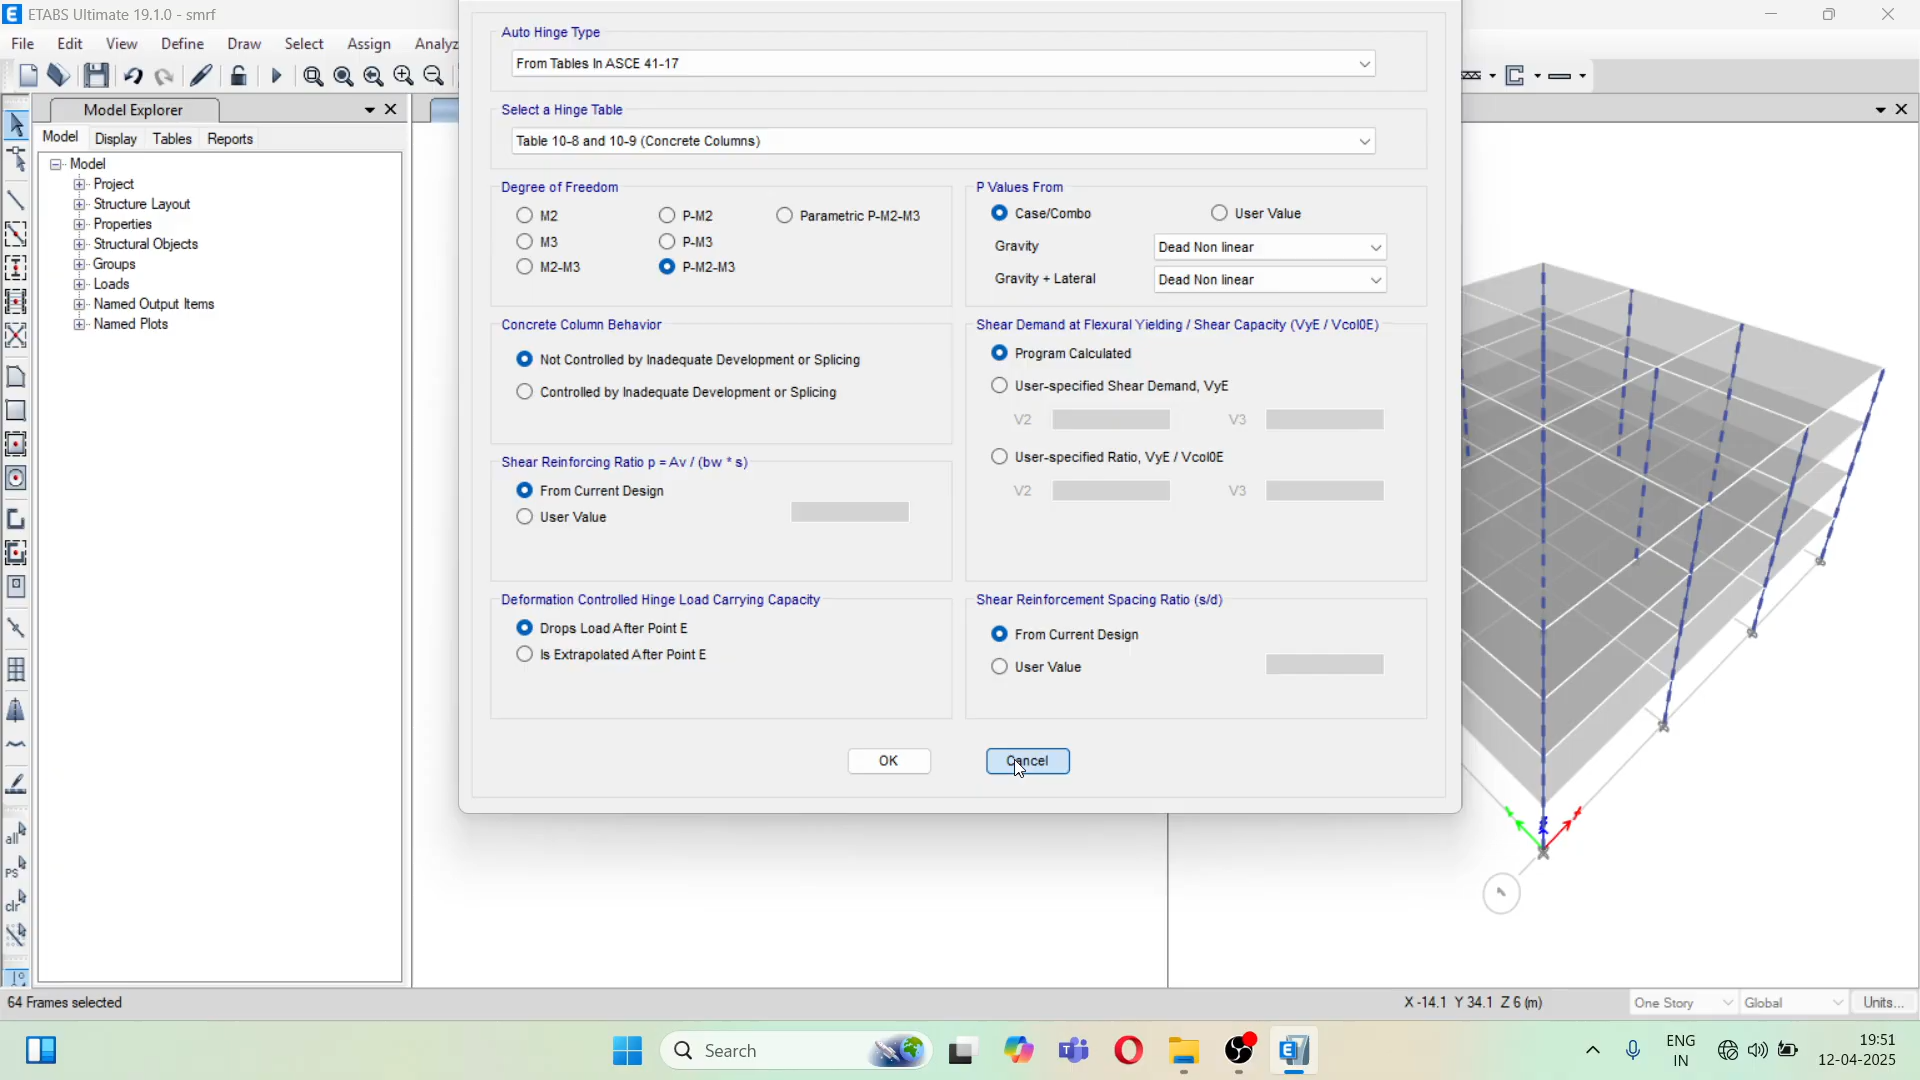 ETABS Ultimate 19.1.0 - smrf
File Edit View Define Draw Select Assign Analyz
Model Explorer
Model Display Tables Reports
Model
Project
Structure Layout
Properties
Structural Objects
Groups
Loads
Named Output Items
Named Plots
all
PS
clr
Auto Hinge Type
From Tables In ASCE 41-17
Select a Hinge Table
Table 10-8 and 10-9 (Concrete Columns)
Degree of Freedom
M2 P-M2 Parametric P-M2-M3
M3 P-M3
M2-M3 P-M2-M3
P Values From
Case/Combo User Value
Gravity Dead Non linear
Gravity + Lateral Dead Non linear
Concrete Column Behavior
Not Controlled by Inadequate Development or Splicing
Controlled by Inadequate Development or Splicing
Shear Demand at Flexural Yielding / Shear Capacity (VyE / Vcol0E)
Program Calculated
User-specified Shear Demand, VyE
V2 V3
User-specified Ratio, VyE / Vcol0E
V2 V3
Shear Reinforcing Ratio p = Av / (bw * s)
From Current Design
User Value
Deformation Controlled Hinge Load Carrying Capacity
Drops Load After Point E
Is Extrapolated After Point E
Shear Reinforcement Spacing Ratio (s/d)
From Current Design
User Value
OK Cancel
64 Frames selected
X -14.1 Y 34.1 Z 6 (m)
One Story Global Units...
Search
ENG
IN
19:51
12-04-2025